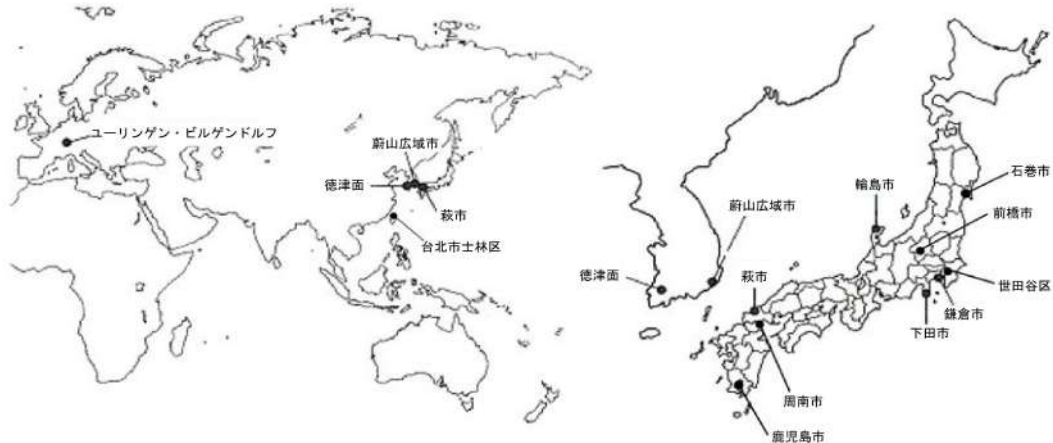 ユーリンゲン・ビルゲンドルフ
蔚山広域市
徳津面
萩市
台北市士林区
輪島市
石巻市
前橋市
蔚山広域市
徳津面
萩市
世田谷区
鎌倉市
下田市
周南市
鹿児島市